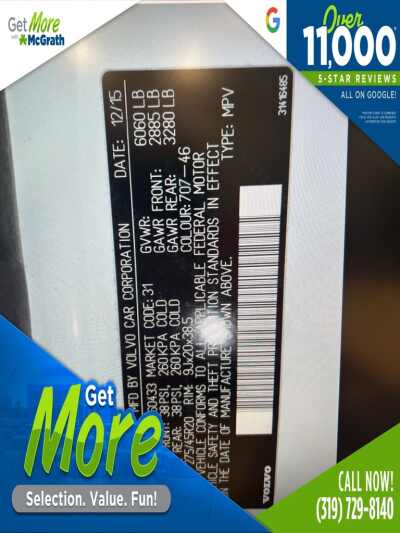 Get More
with McGrath
G
Over
11,000*
5-STAR REVIEWS
ALL ON GOOGLE!
MFD BY VOLVO CAR CORPORATION DATE: 12/15
MARKET CODE: 31
GVWR: 6060 LB
GAWR FRONT: 2885 LB
GAWR REAR: 3280 LB
38PSI, 260KPA COLD COLOUR: 707-46
REAR: 38PSI, 260KPA COLD
275/45R20 RIM: 9Jx20x38.5
VEHICLE CONFORMS TO ALL APPLICABLE FEDERAL MOTOR
VEHICLE SAFETY AND THEFT PREVENTION STANDARDS IN EFFECT
ON THE DATE OF MANUFACTURE SHOWN ABOVE. TYPE: MPV
VOLVO
31416485
Get
More
Selection. Value. Fun!
CALL NOW!
(319) 729-8140